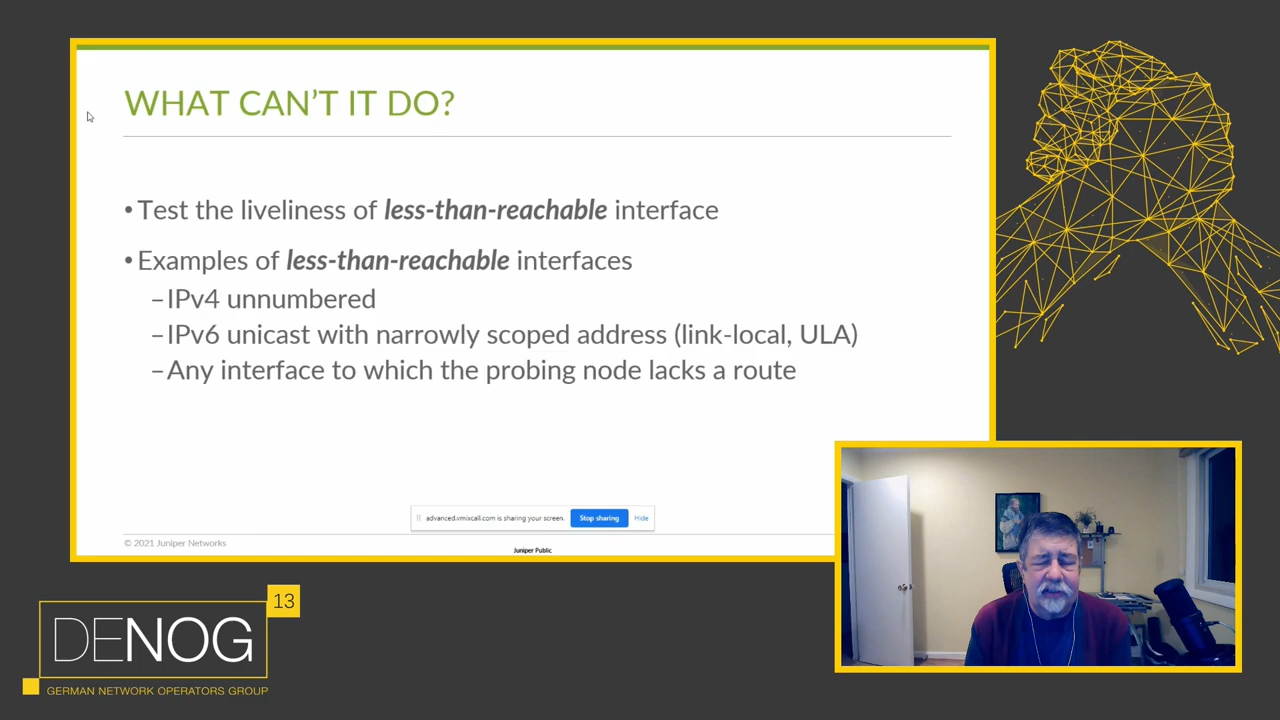 WHAT CAN'T IT DO?
• Test the liveliness of less-than-reachable interface
• Examples of less-than-reachable interfaces
– IPv4 unnumbered
– IPv6 unicast with narrowly scoped address (link-local, ULA)
– Any interface to which the probing node lacks a route
advanced.vmixcall.com is sharing your screen. Stop sharing Hide
© 2021 Juniper Networks
Juniper Public
13
DENOG
GERMAN NETWORK OPERATORS GROUP